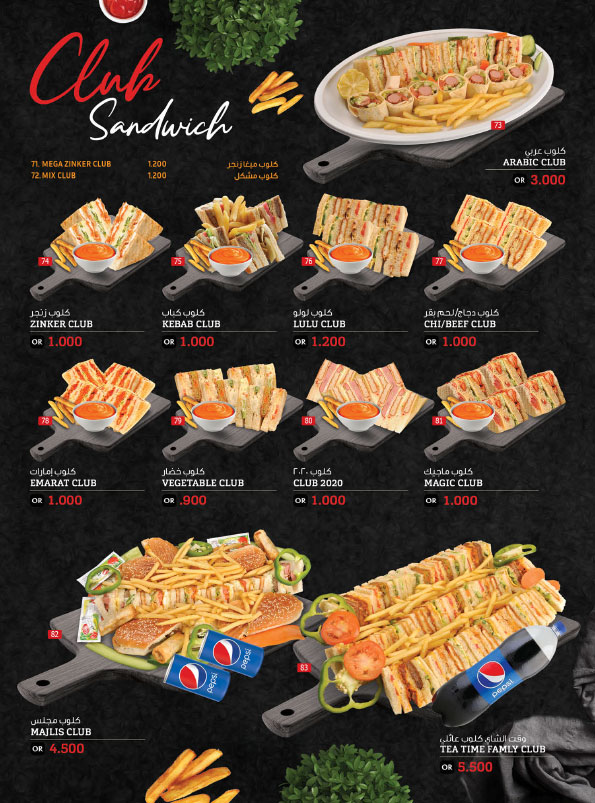 Club
Sandwich
71. MEGA ZINKER CLUB 1.200 كلوب ميغا زنجر
72. MIX CLUB 1.200 كلوب مشكل
73
كلوب عربي
ARABIC CLUB
OR 3.000
74
كلوب زنجر
ZINKER CLUB
OR 1.000
75
كلوب كباب
KEBAB CLUB
OR 1.000
76
كلوب لولو
LULU CLUB
OR 1.200
77
كلوب دجاج/لحم بقر
CHI/BEEF CLUB
OR 1.000
78
كلوب إمارات
EMARAT CLUB
OR 1.000
79
كلوب خضار
VEGETABLE CLUB
OR .900
80
كلوب ٢٠٢٠
CLUB 2020
OR 1.000
81
كلوب ماجيك
MAGIC CLUB
OR 1.000
82
pepsi
pepsi
كلوب مجلس
MAJLIS CLUB
OR 4.500
83
pepsi
وقت الشاي كلوب عائلي
TEA TIME FAMLY CLUB
OR 5.500